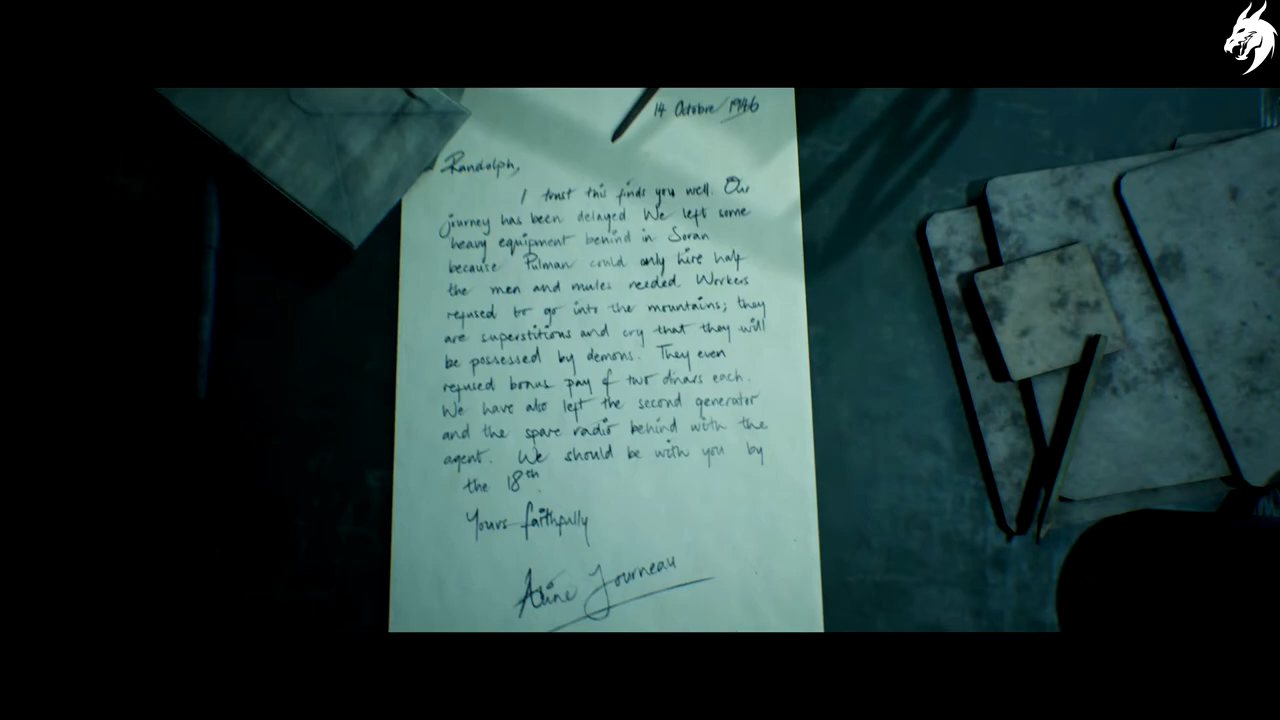 14 Octobre 1946
Randolph,
I trust this finds you well. Our
journey has been delayed We left some
heavy equipment behind in Soran
because Pulman could only hire half
the men and mules needed. Workers
refused to go into the mountains; they
are superstitious and cry that they will
be possessed by demons. They even
refused bonus pay of two dinars each.
We have also left the second generator
and the spare radio behind with the
agent. We should be with you by
the 18th.
Yours faithfully
Aline Journeau